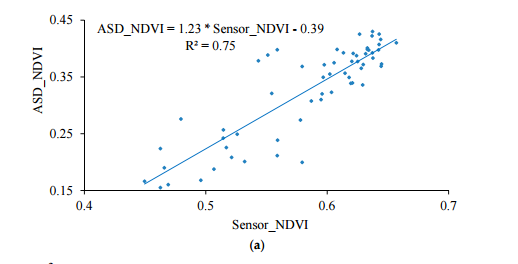 ASD_NDVI = 1.23 * Sensor_NDVI - 0.39
R² = 0.75
ASD_NDVI
0.45
0.35
0.25
0.15
0.4 0.5 0.6 0.7
Sensor_NDVI
(a)